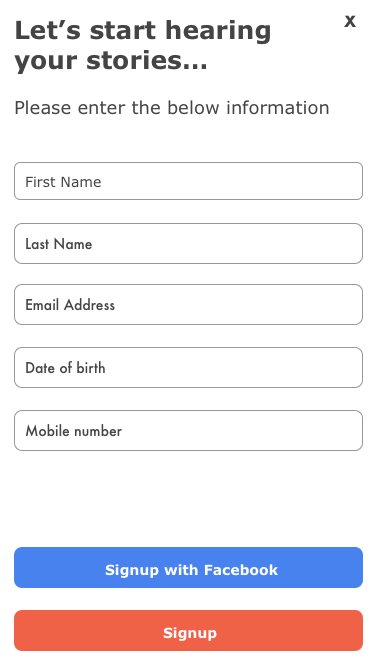 Let’s start hearing
x
your stories...
Please enter the below information
First Name
Last Name
Email Address
Date of birth
Mobile number
Signup with Facebook
Signup